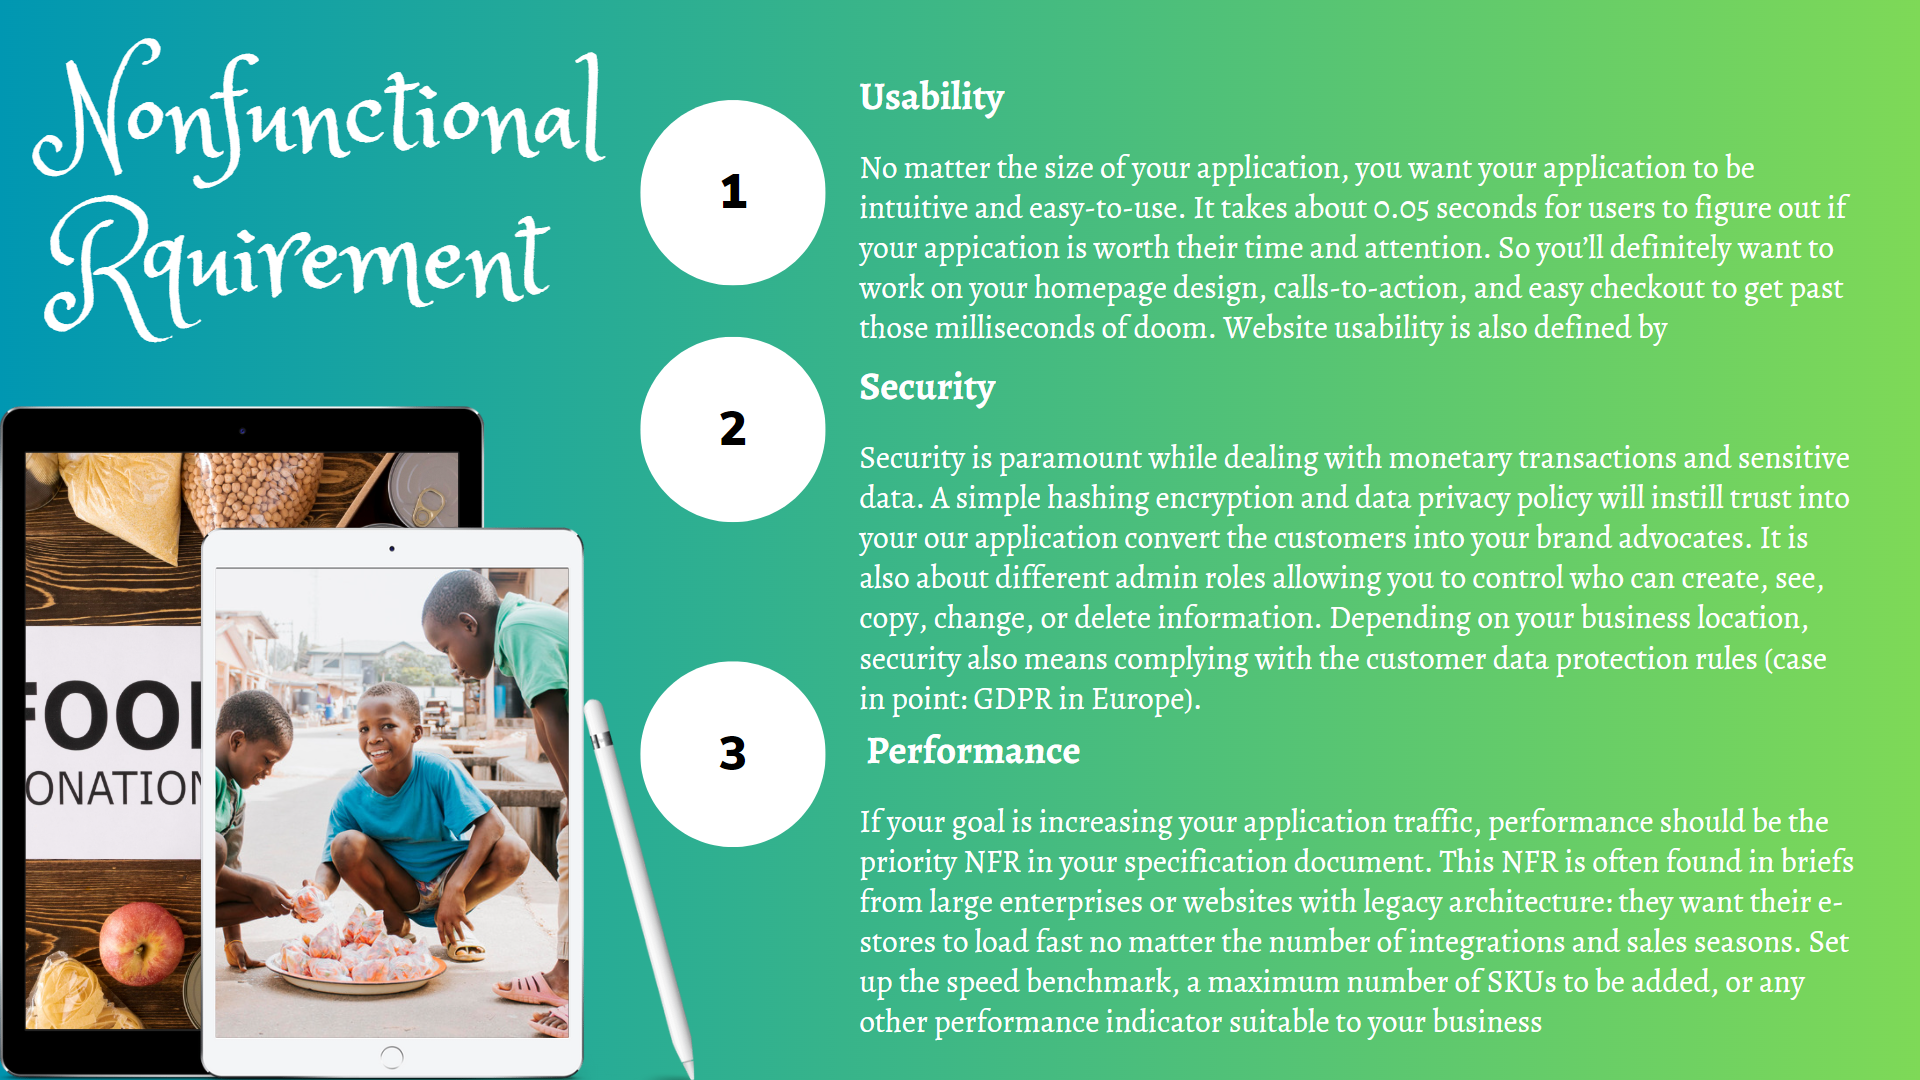 Nonfunctional
Rquirement
1
Usability
No matter the size of your application, you want your application to be
intuitive and easy-to-use. It takes about 0.05 seconds for users to figure out if
your appication is worth their time and attention. So you’ll definitely want to
work on your homepage design, calls-to-action, and easy checkout to get past
those milliseconds of doom. Website usability is also defined by
2
Security
Security is paramount while dealing with monetary transactions and sensitive
data. A simple hashing encryption and data privacy policy will instill trust into
your our application convert the customers into your brand advocates. It is
also about different admin roles allowing you to control who can create, see,
copy, change, or delete information. Depending on your business location,
security also means complying with the customer data protection rules (case
in point: GDPR in Europe).
3
Performance
If your goal is increasing your application traffic, performance should be the
priority NFR in your specification document. This NFR is often found in briefs
from large enterprises or websites with legacy architecture: they want their e-
stores to load fast no matter the number of integrations and sales seasons. Set
up the speed benchmark, a maximum number of SKUs to be added, or any
other performance indicator suitable to your business
FOO
ONATION